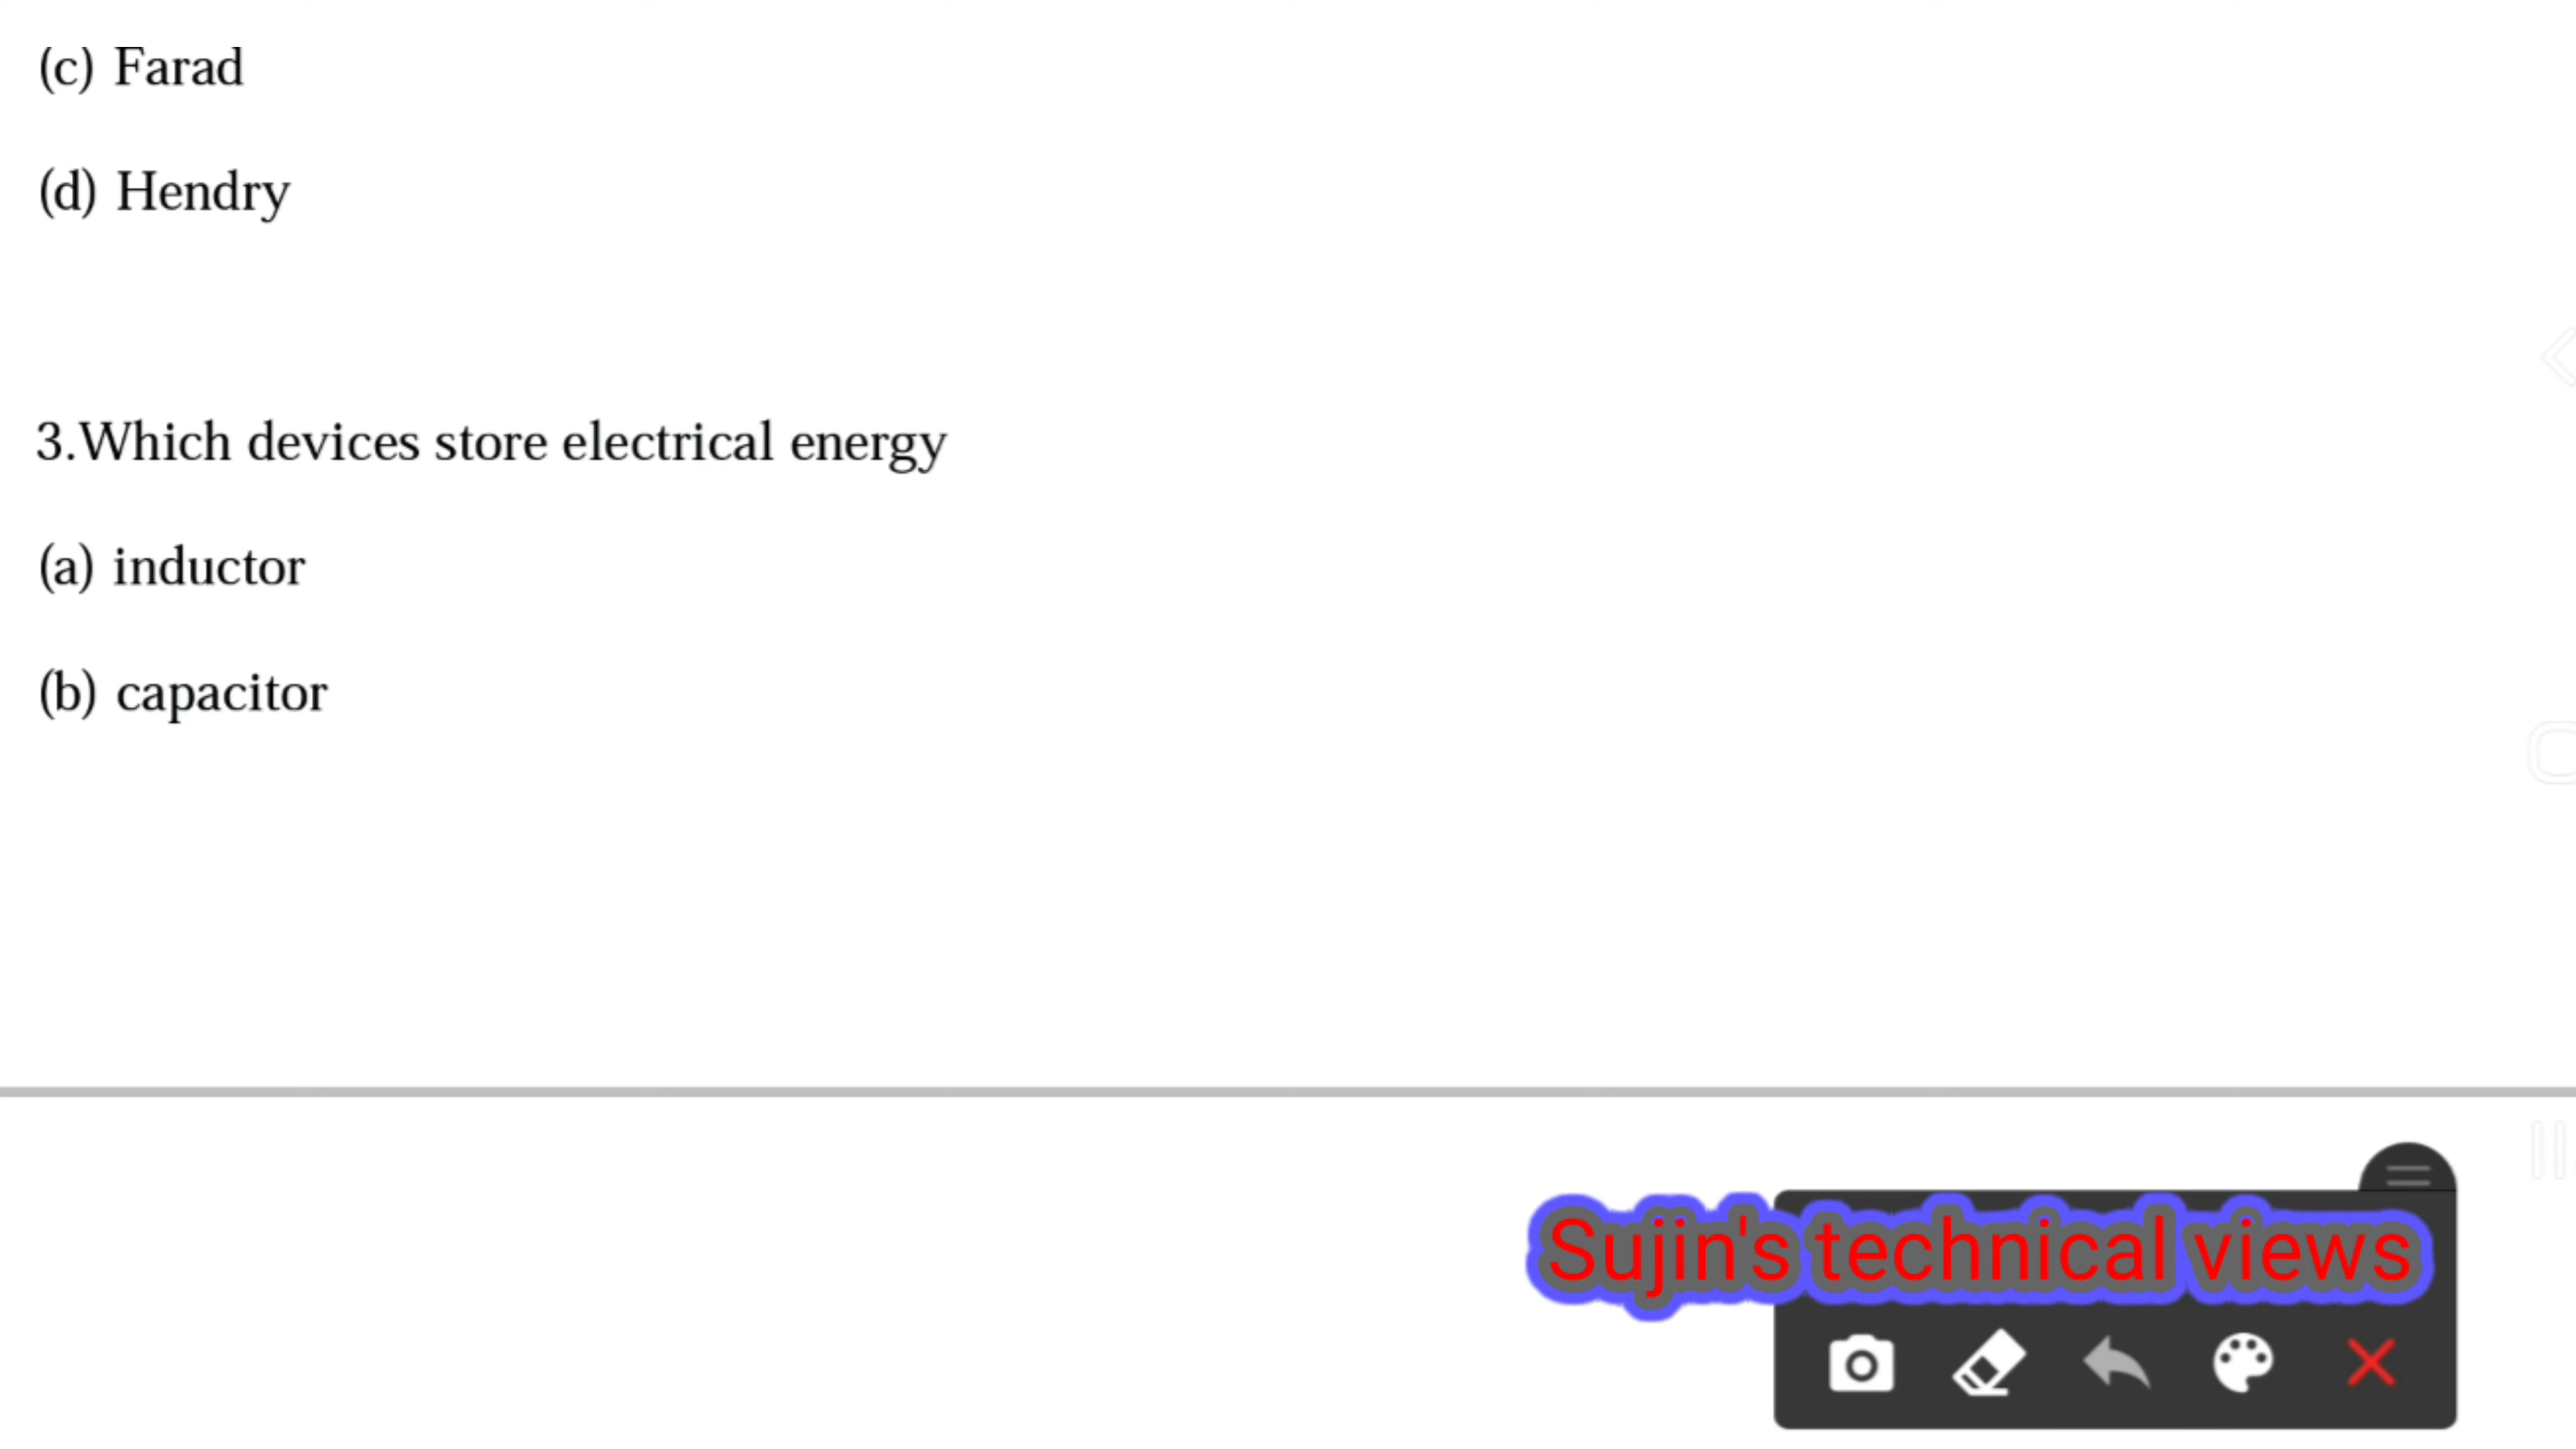 (c) Farad
(d) Hendry
3.Which devices store electrical energy
(a) inductor
(b) capacitor
Sujin's technical views